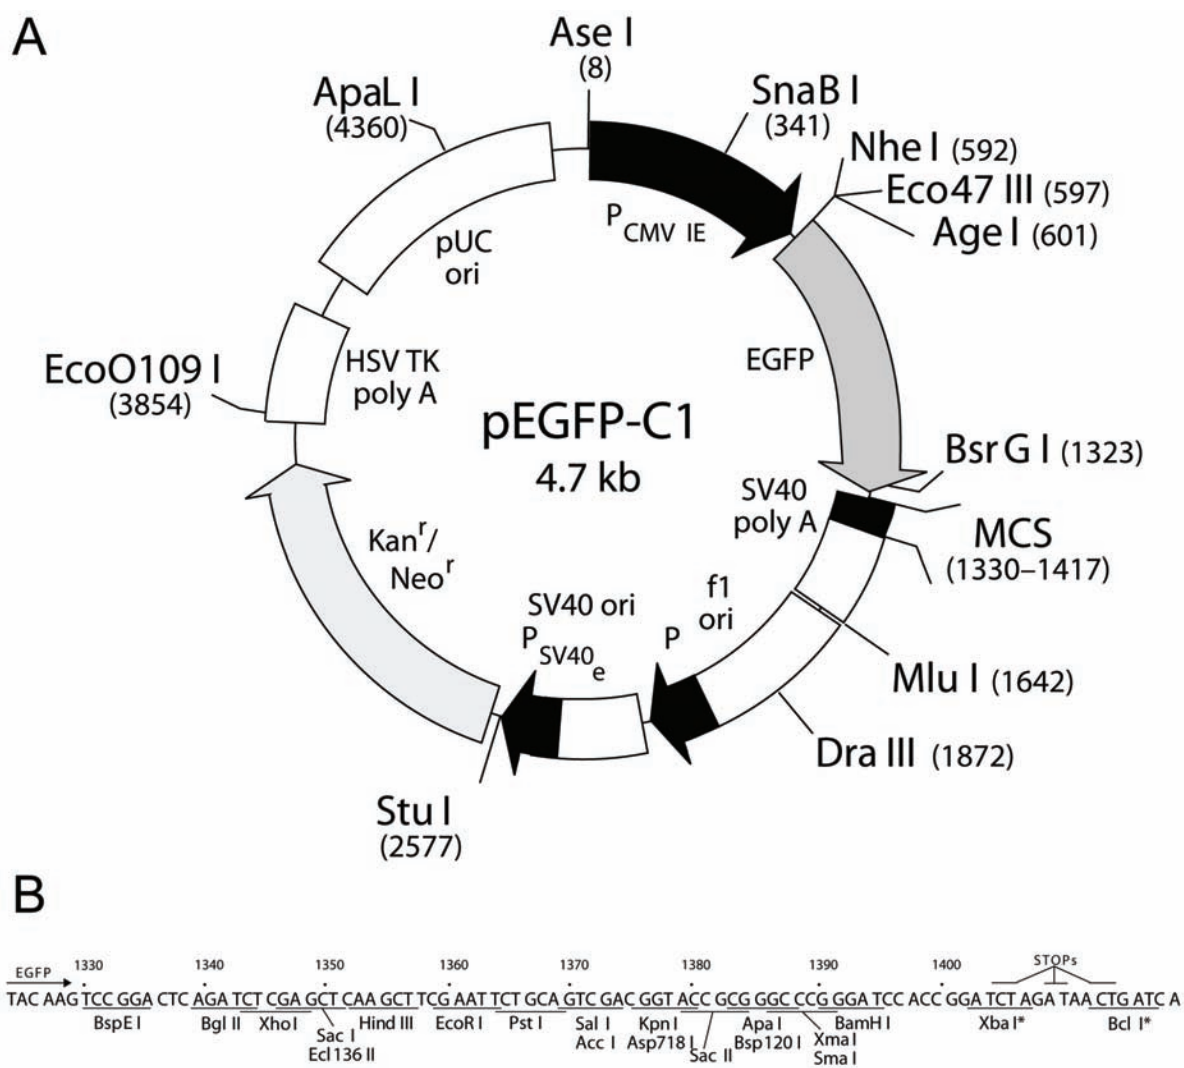 A
Ase I
(8)
ApaL I
(4360)
SnaB I
(341)
Nhe I (592)
Eco47 III (597)
Age I (601)
P CMV IE
pUC
ori
EcoO109 I
(3854)
HSV TK
poly A
EGFP
pEGFP-C1
4.7 kb
BsrG I (1323)
SV40
poly A
MCS
(1330–1417)
Kanr/
Neor
f1
ori
SV40 ori
P SV40e
P
Mlu I (1642)
Dra III (1872)
Stu I
(2577)
B
1330 1340 1350 1360 1370 1380 1390 1400
EGFP
STOPs
TAC AAG TCC GGA CTC AGA TCT CGA GCT CAA GCT TCG AAT TCT GCA GTC GAC GGT ACC GCG GGC CCG GGA TCC ACC GGA TCT AGA TAA CTG ATC A
BspE I Bgl II Xho I Hind III EcoR I Pst I Sal I Kpn I Apa I BamH I Xba I* Bcl I*
Sac I Acc I Asp718 I Bsp120 I Xma I
Ecl136 II Sac II Sma I